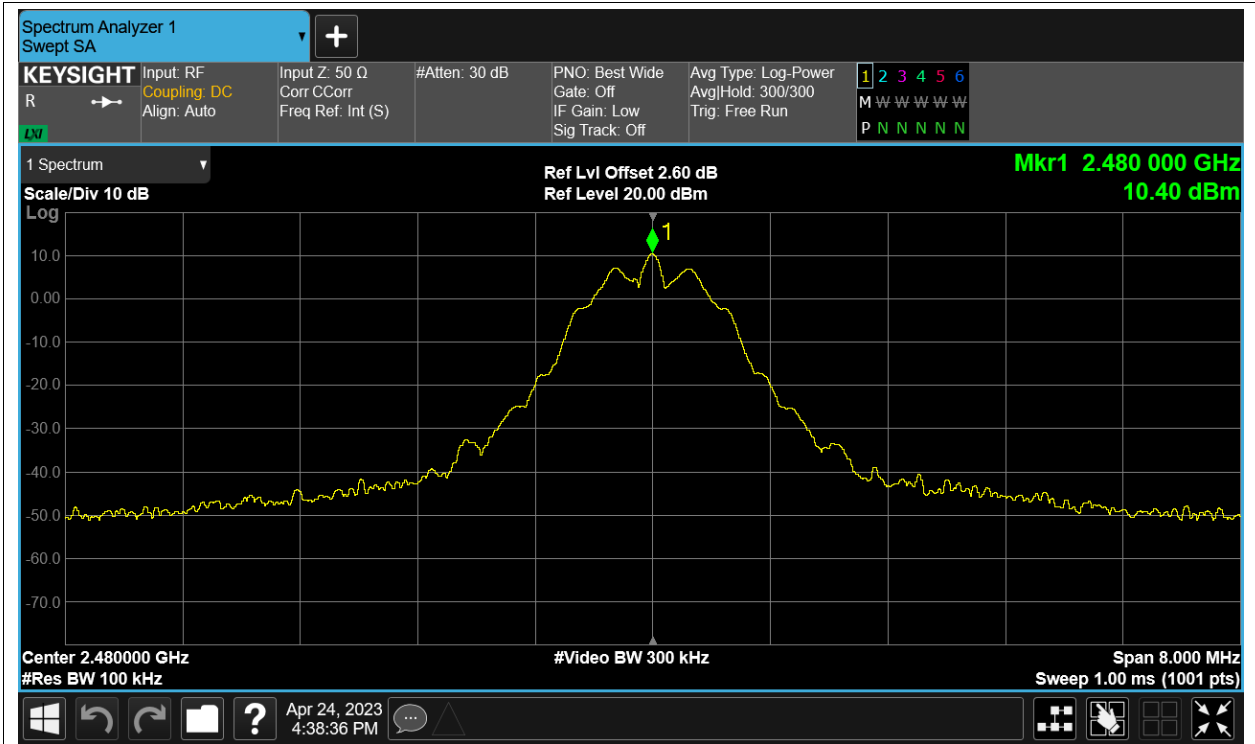 Spectrum Analyzer 1
Swept SA
KEYSIGHT
R
LXI
Input: RF
Coupling: DC
Align: Auto
Input Z: 50 Ω
Corr CCorr
Freq Ref: Int (S)
#Atten: 30 dB
PNO: Best Wide
Gate: Off
IF Gain: Low
Sig Track: Off
Avg Type: Log-Power
Avg|Hold: 300/300
Trig: Free Run
1 2 3 4 5 6
M W W W W W
P N N N N N
1 Spectrum
Scale/Div 10 dB
Log
Ref Lvl Offset 2.60 dB
Ref Level 20.00 dBm
Mkr1 2.480 000 GHz
10.40 dBm
1
10.0
0.00
-10.0
-20.0
-30.0
-40.0
-50.0
-60.0
-70.0
Center 2.480000 GHz
#Video BW 300 kHz
Span 8.000 MHz
#Res BW 100 kHz
Sweep 1.00 ms (1001 pts)
?
Apr 24, 2023
4:38:36 PM